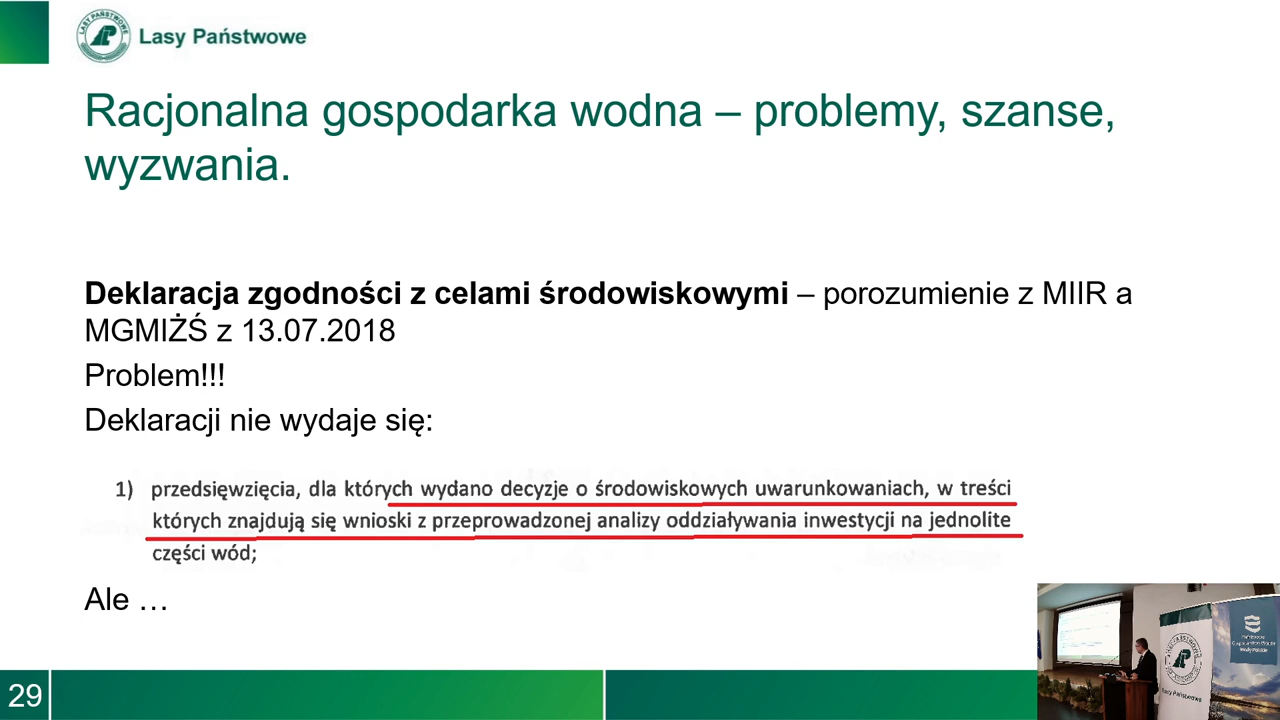 Lasy Państwowe
Racjonalna gospodarka wodna – problemy, szanse,
wyzwania.
Deklaracja zgodności z celami środowiskowymi – porozumienie z MIIR a
MGMIŻŚ z 13.07.2018
Problem!!!
Deklaracji nie wydaje się:
1) przedsięwzięcia, dla których wydano decyzje o środowiskowych uwarunkowaniach, w treści
których znajdują się wnioski z przeprowadzonej analizy oddziaływania inwestycji na jednolite
części wód;
Ale …
Lasy Państwowe
29